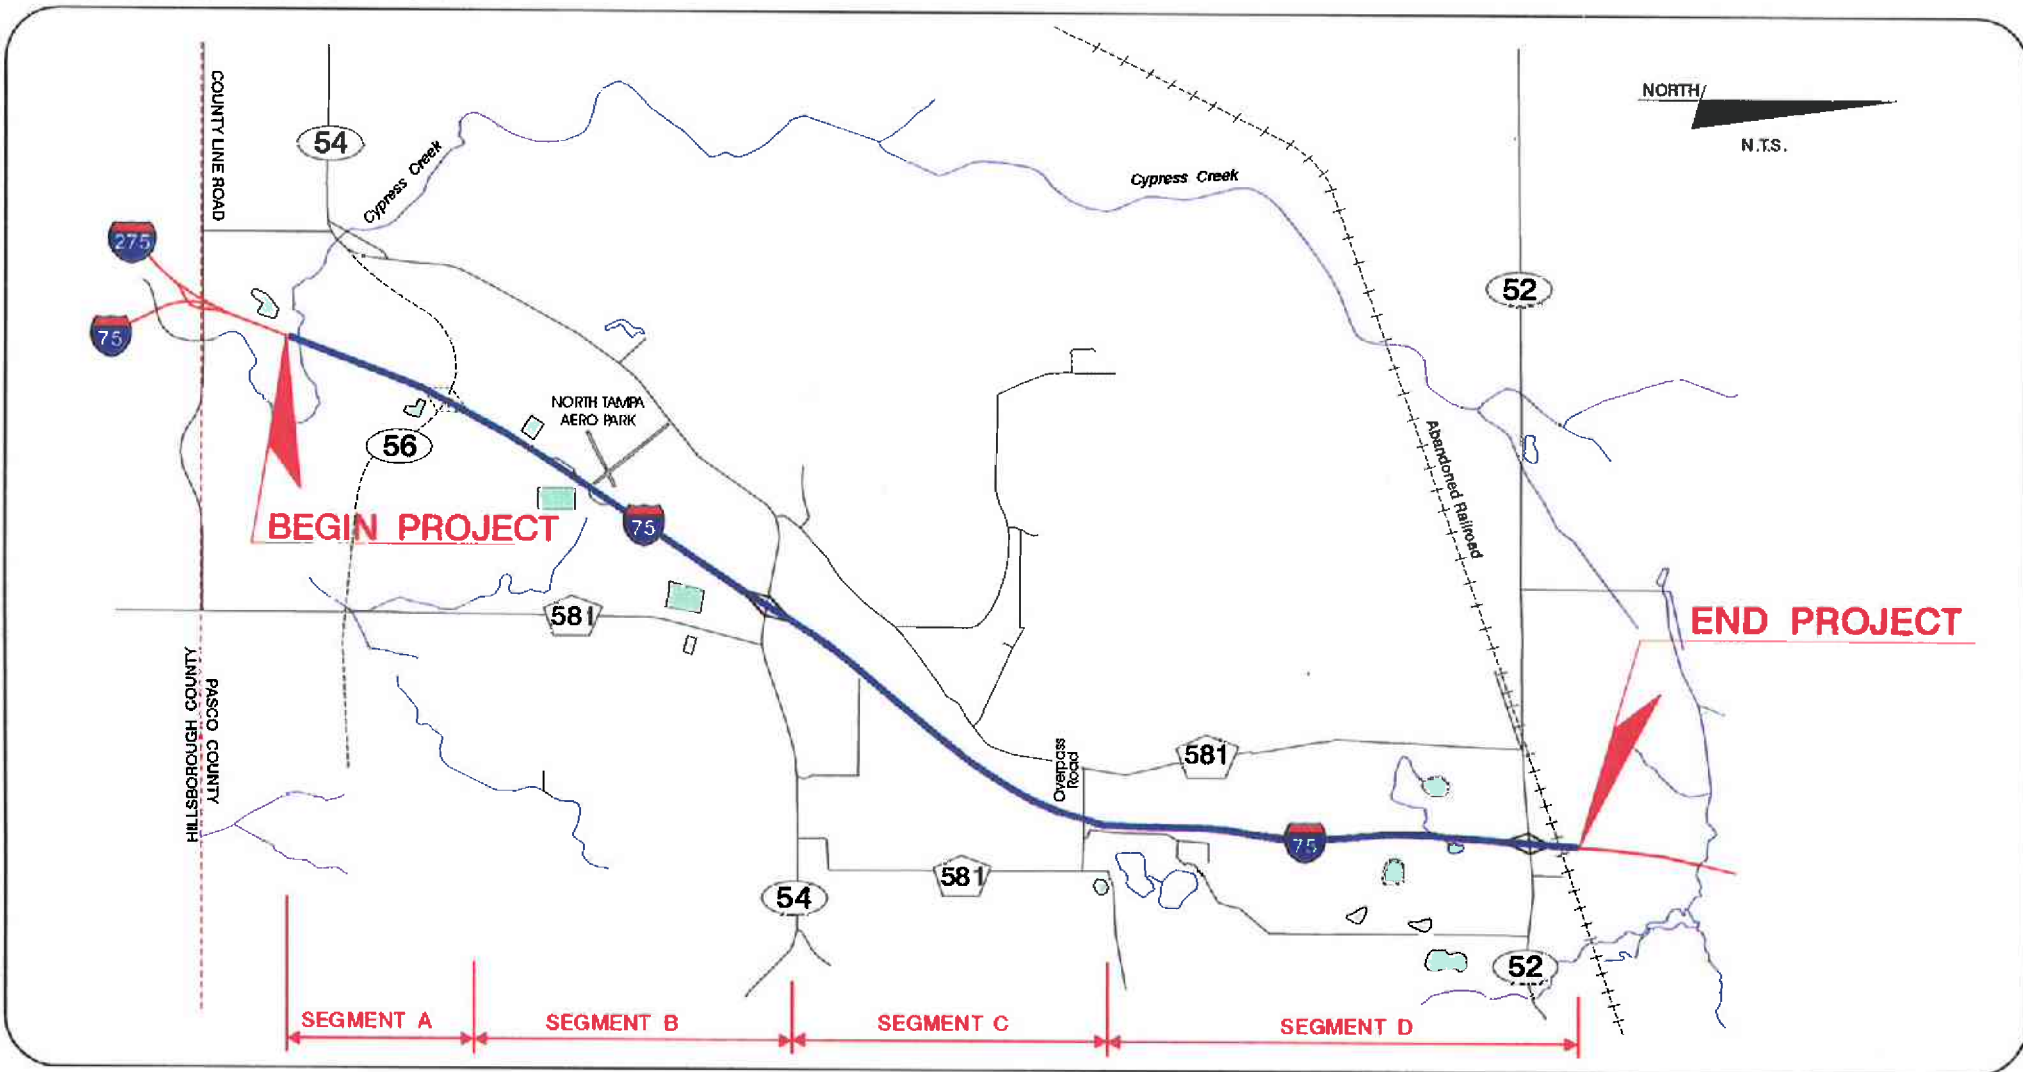 COUNTY LINE ROAD
54
Cypress Creek
Cypress Creek
NORTH
N.T.S.
275
75
52
56
NORTH TAMPA
AERO PARK
Abandoned Railroad
BEGIN PROJECT
75
581
END PROJECT
HILLSBOROUGH COUNTY
PASCO COUNTY
Overpass
Road
581
75
54
581
52
SEGMENT A
SEGMENT B
SEGMENT C
SEGMENT D